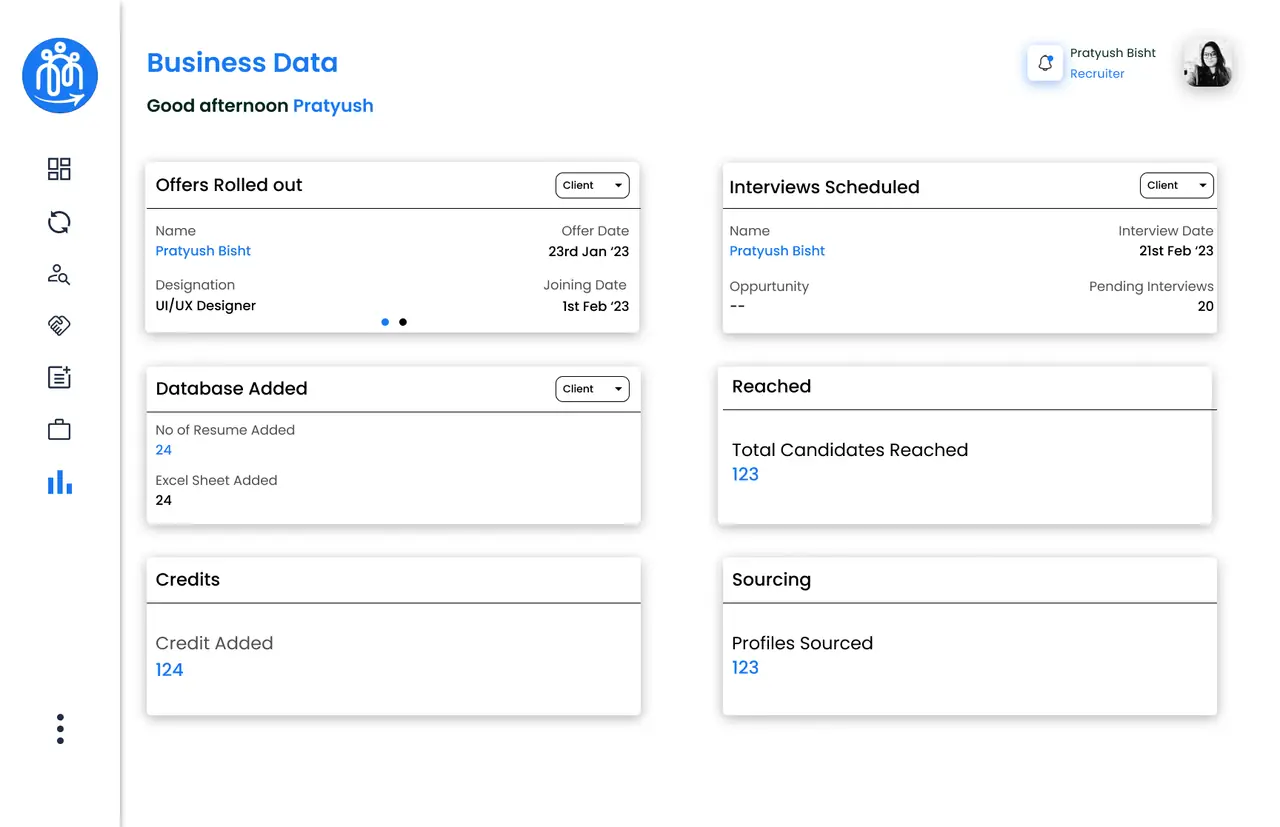 Business Data
Good afternoon Pratyush
Pratyush Bisht
Recruiter
Offers Rolled out
Client
Name
Offer Date
Pratyush Bisht
23rd Jan ‘23
Designation
Joining Date
UI/UX Designer
1st Feb ‘23
Interviews Scheduled
Client
Name
Interview Date
Pratyush Bisht
21st Feb ‘23
Oppurtunity
Pending Interviews
--
20
Database Added
Client
No of Resume Added
24
Excel Sheet Added
24
Reached
Total Candidates Reached
123
Credits
Credit Added
124
Sourcing
Profiles Sourced
123